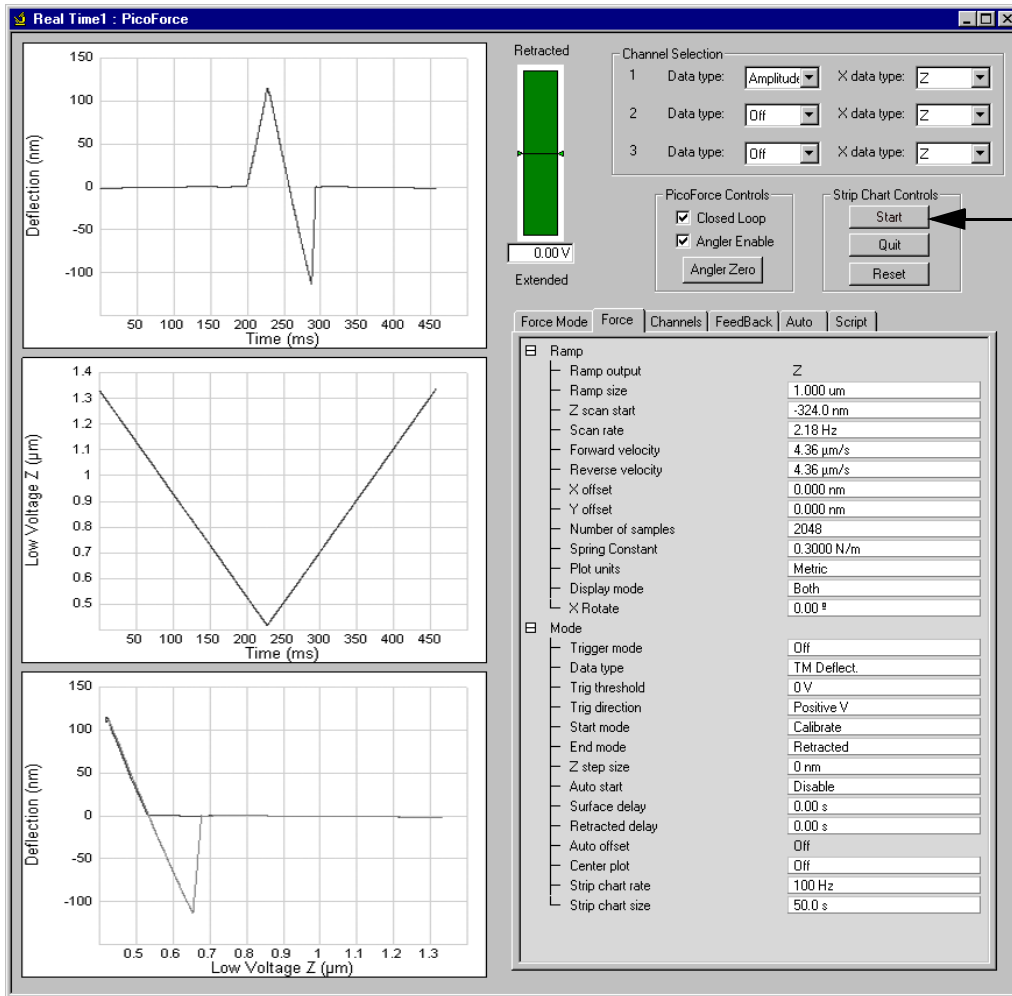 Real Time1 : PicoForce
150
100
50
0
-50
-100
Deflection (nm)
50 100 150 200 250 300 350 400 450
Time (ms)
1.4
1.3
1.2
1.1
1
0.9
0.8
0.7
0.6
0.5
Low Voltage Z (µm)
50 100 150 200 250 300 350 400 450
Time (ms)
150
100
50
0
-50
-100
Deflection (nm)
0.5 0.6 0.7 0.8 0.9 1 1.1 1.2 1.3
Low Voltage Z (µm)
Retracted
0.00 V
Extended
Channel Selection
1 Data type: Amplitude X data type: Z
2 Data type: Off X data type: Z
3 Data type: Off X data type: Z
PicoForce Controls
Closed Loop
Angler Enable
Angler Zero
Strip Chart Controls
Start
Quit
Reset
Force Mode Force Channels FeedBack Auto Script
Ramp
Ramp output Z
Ramp size 1.000 um
Z scan start -324.0 nm
Scan rate 2.18 Hz
Forward velocity 4.36 µm/s
Reverse velocity 4.36 µm/s
X offset 0.000 nm
Y offset 0.000 nm
Number of samples 2048
Spring Constant 0.3000 N/m
Plot units Metric
Display mode Both
X Rotate 0.00 º
Mode
Trigger mode Off
Data type TM Deflect.
Trig threshold 0 V
Trig direction Positive V
Start mode Calibrate
End mode Retracted
Z step size 0 nm
Auto start Disable
Surface delay 0.00 s
Retracted delay 0.00 s
Auto offset Off
Center plot Off
Strip chart rate 100 Hz
Strip chart size 50.0 s